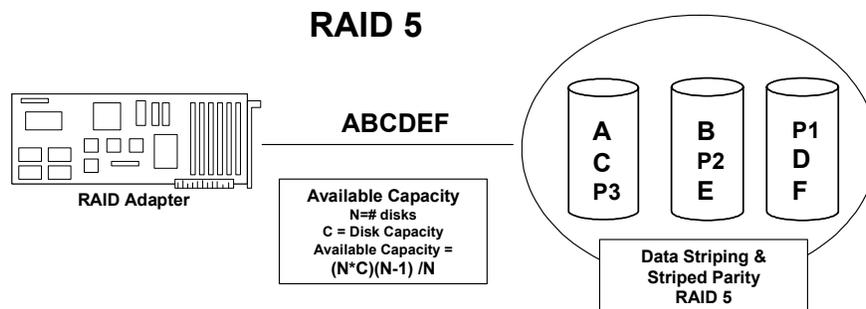 RAID 5
ABCDEF
RAID Adapter
Available Capacity
N=# disks
C = Disk Capacity
Available Capacity =
(N*C)(N-1) /N
A
C
P3
B
P2
E
P1
D
F
Data Striping &
Striped Parity
RAID 5